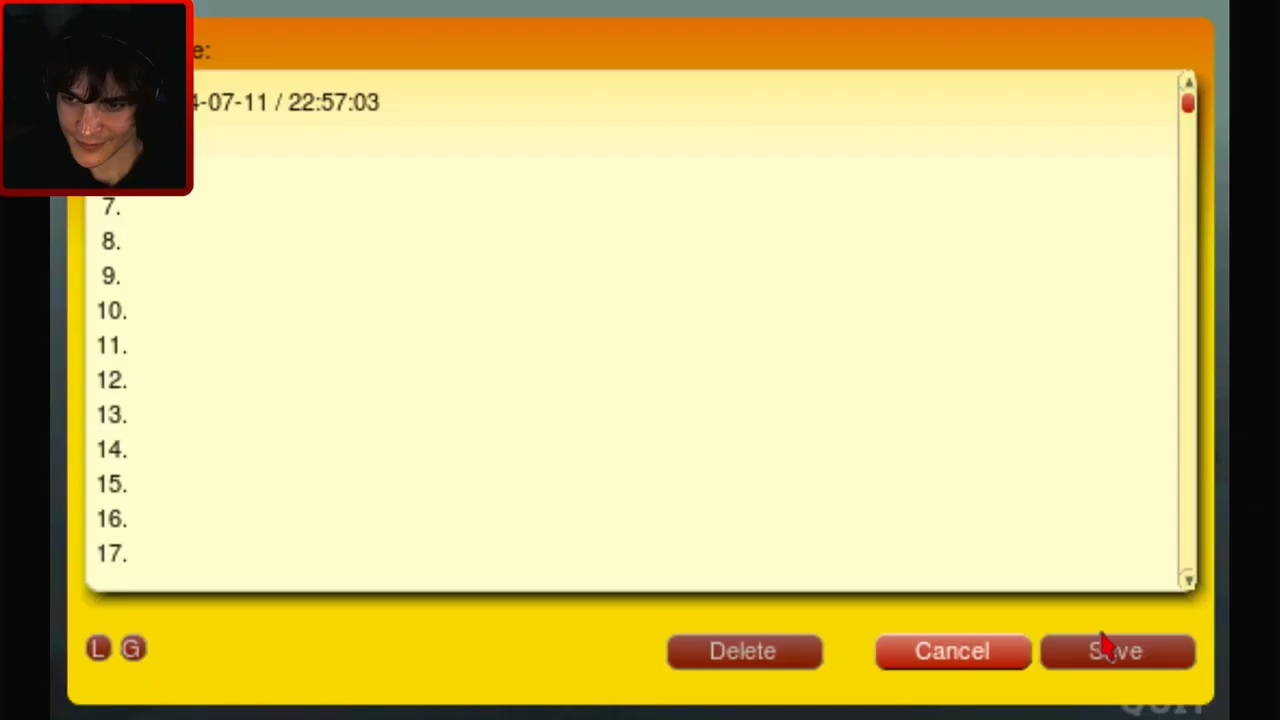 e:
4-07-11 / 22:57:03
7.
8.
9.
10.
11.
12.
13.
14.
15.
16.
17.
L G Delete Cancel Save
QUIT